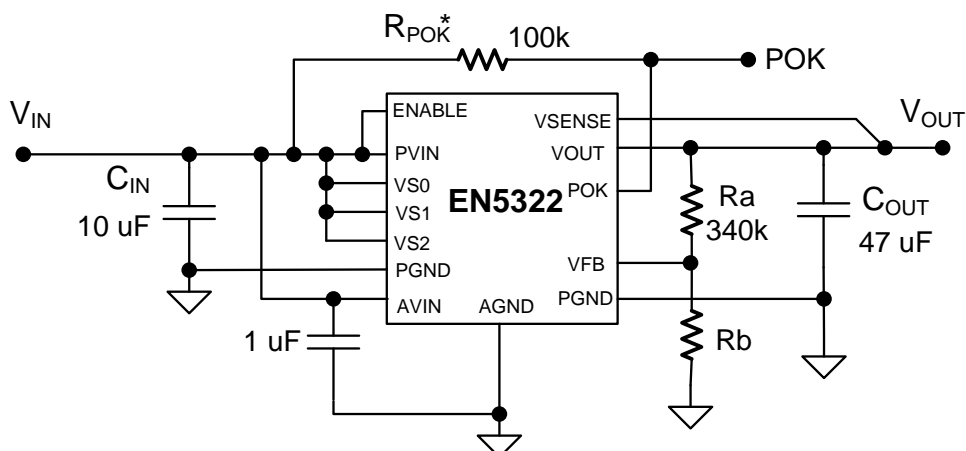 RPOK*
100k
POK
VIN
ENABLE
VSENSE
VOUT
PVIN
VOUT
CIN
10 uF
VS0
VS1
VS2
EN5322
POK
Ra
340k
COUT
47 uF
PGND
VFB
AVIN
AGND
PGND
1 uF
Rb